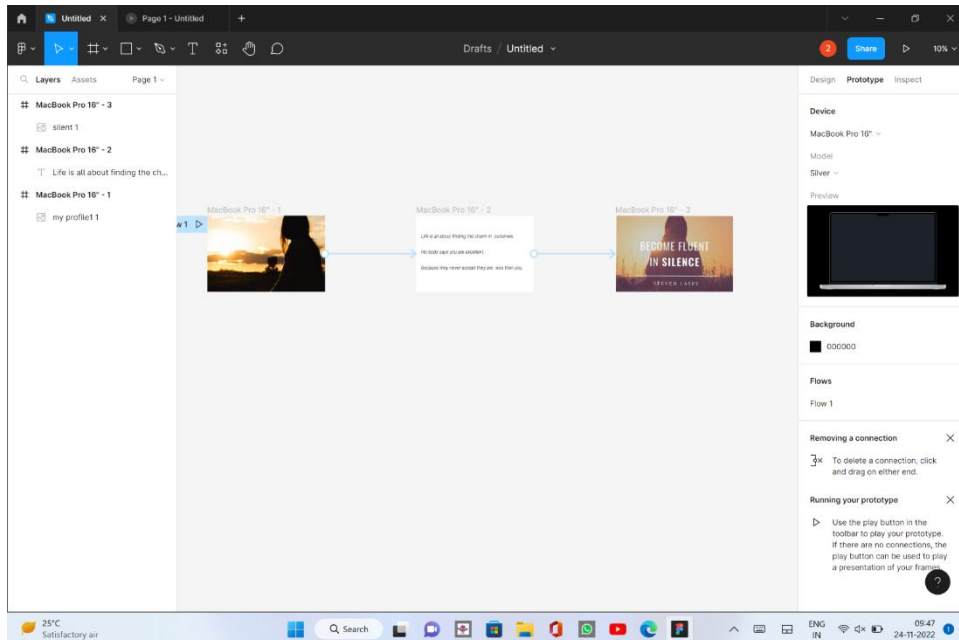 Untitled
Page 1 - Untitled
Drafts / Untitled
2
Share
10%
Layers Assets Page 1
MacBook Pro 16" - 3
silent 1
MacBook Pro 16" - 2
Life is all about finding the ch...
MacBook Pro 16" - 1
my profile1 1
w 1
MacBook Pro 16" - 1
MacBook Pro 16" - 2
Life is all about finding the charm in ourselves.
No body says you are excellent
Because they never accept they are less than you.
MacBook Pro 16" - 3
BECOME FLUENT
IN SILENCE
Design Prototype Inspect
Device
MacBook Pro 16"
Model
Silver
Preview
Background
000000
Flows
Flow 1
Removing a connection
To delete a connection, click
and drag on either end.
Running your prototype
Use the play button in the
toolbar to play your prototype.
If there are no connections, the
play button can be used to play
a presentation of your frames.
?
25°C
Satisfactory air
Search
ENG
IN
09:47
24-11-2022
1